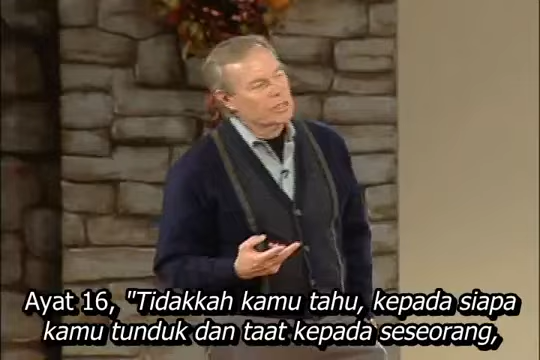 Ayat 16, "Tidakkah kamu tahu, kepada siapa
kamu tunduk dan taat kepada seseorang,